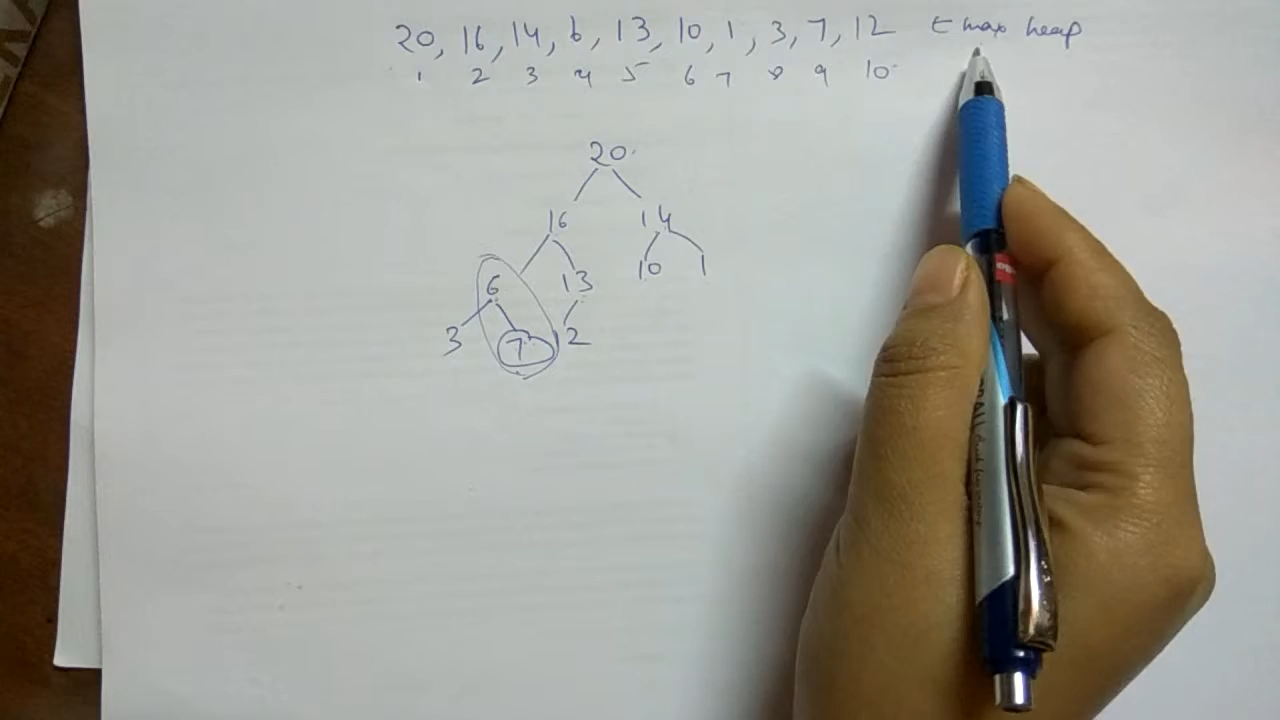 20, 16, 14, 6, 13, 10, 1, 3, 7, 12 ← max heap
1 2 3 4 5 6 7 8 9 10
20
16 14
6 13 10 1
3 7 2